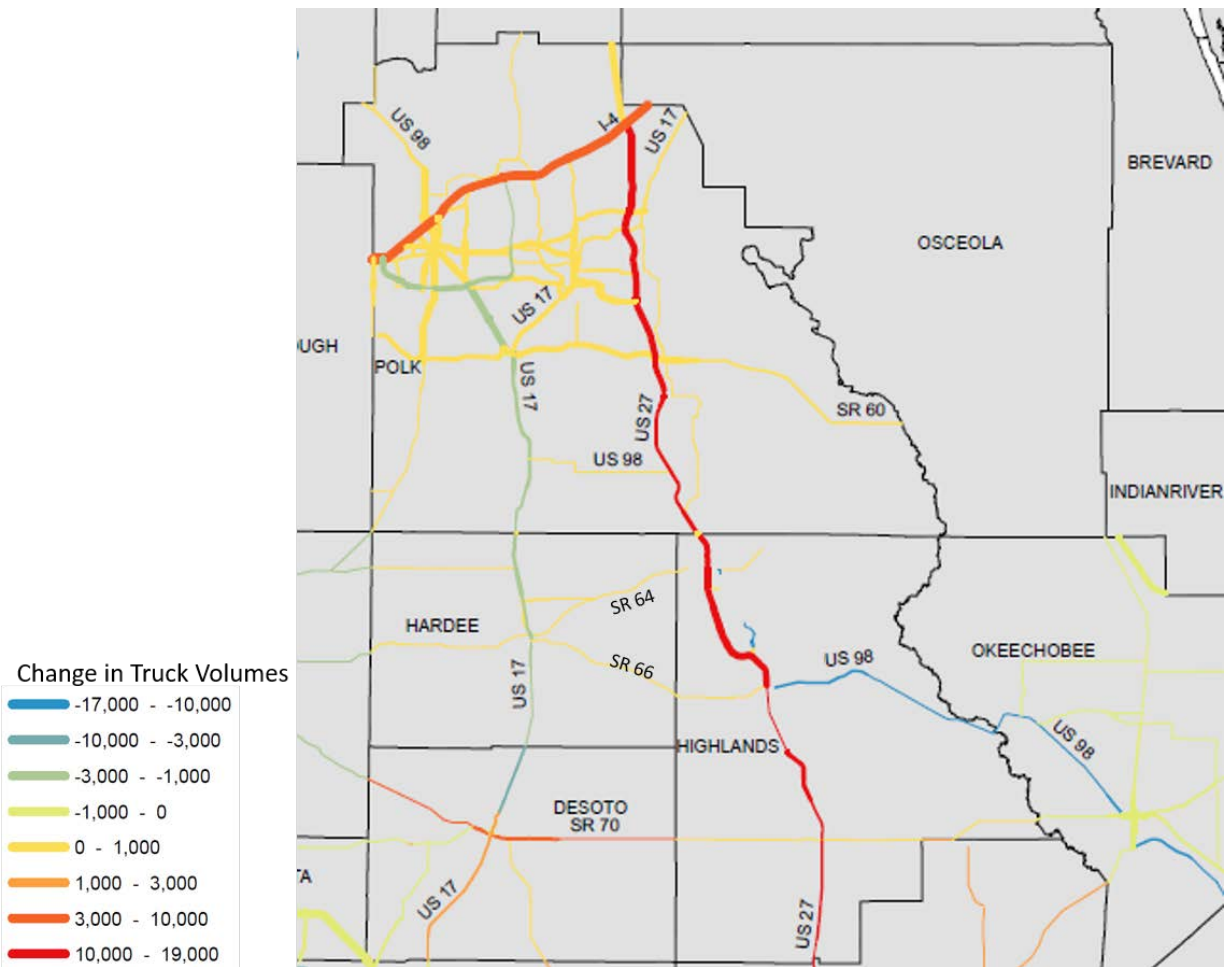 US 98
I-4
US 17
BREVARD
OSCEOLA
US 17
UGH
POLK
US 17
US 27
SR 60
US 98
INDIANRIVER
SR 64
HARDEE
SR 66
US 98
OKEECHOBEE
US 17
HIGHLANDS
US 98
DESOTO
SR 70
TA
US 17
US 27
Change in Truck Volumes
-17,000 - -10,000
-10,000 - -3,000
-3,000 - -1,000
-1,000 - 0
0 - 1,000
1,000 - 3,000
3,000 - 10,000
10,000 - 19,000